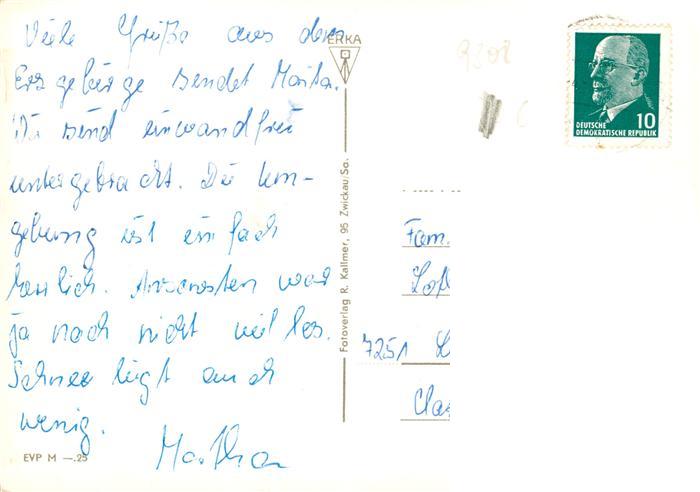 Viele Grüße aus dem
Erzgebirge sendet
Wir sind einwandfrei
untergebracht. Die Um-
gebung ist einfach
herrlich. Ansonsten war
ja noch nicht viel los.
Schnee liegt auch
wenig.
EVP M —.25
ERKA
Fotoverlag R. Kallmer, 95 Zwickau/Sa.
9208
10
DEUTSCHE
DEMOKRATISCHE REPUBLIK
Fam.
7251